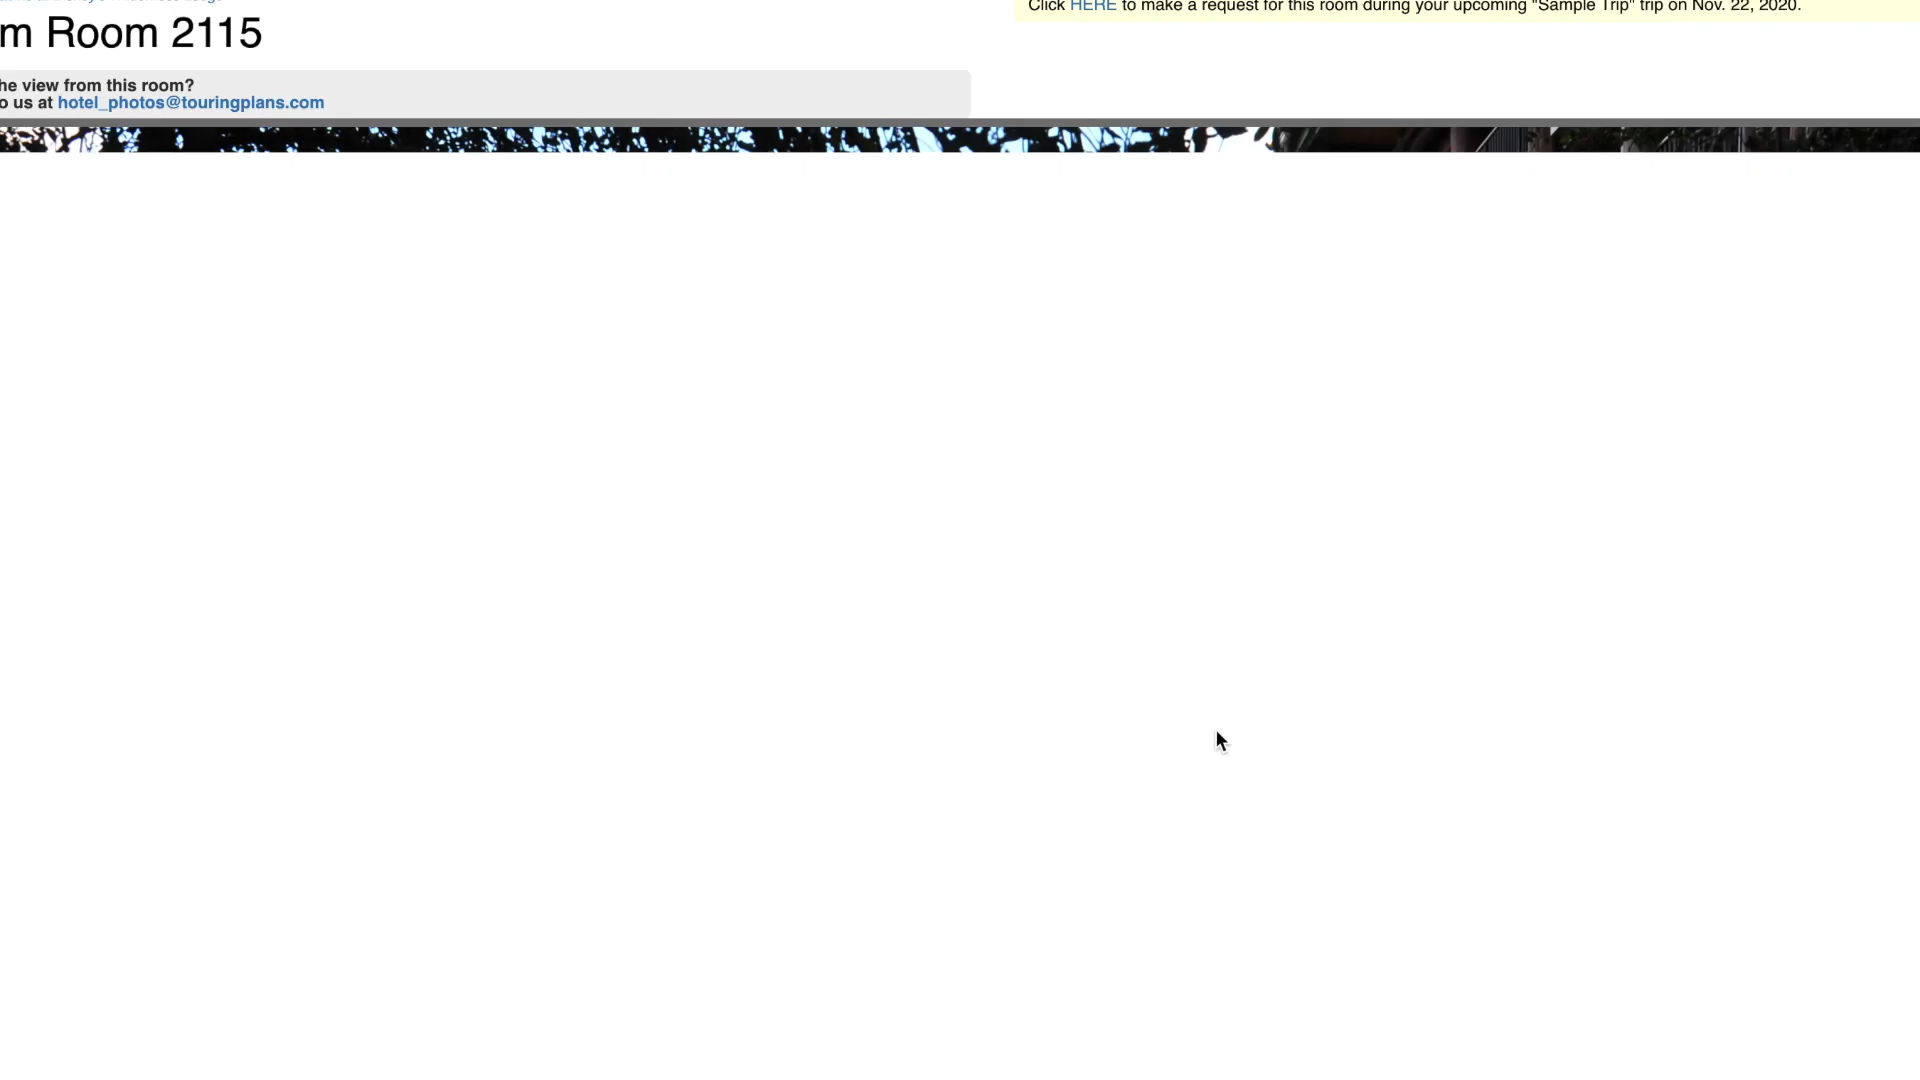 m Room 2115
he view from this room?
o us at hotel_photos@touringplans.com
Click HERE to make a request for this room during your upcoming "Sample Trip" trip on Nov. 22, 2020.